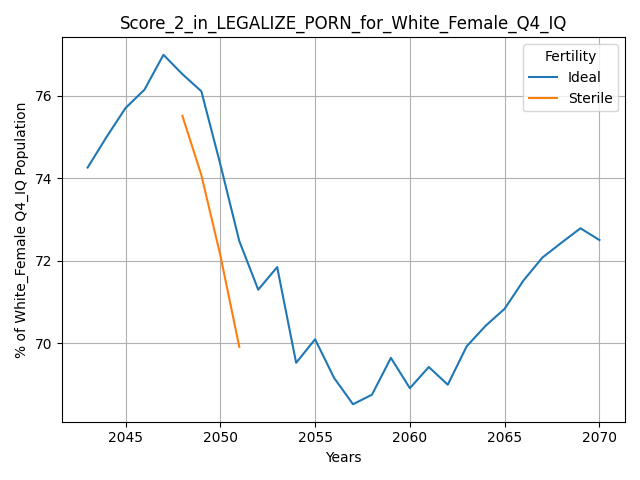 Score_2_in_LEGALIZE_PORN_for_White_Female_Q4_IQ
Fertility
Ideal
Sterile
% of White_Female Q4_IQ Population
76
74
72
70
2045
2050
2055
2060
2065
2070
Years